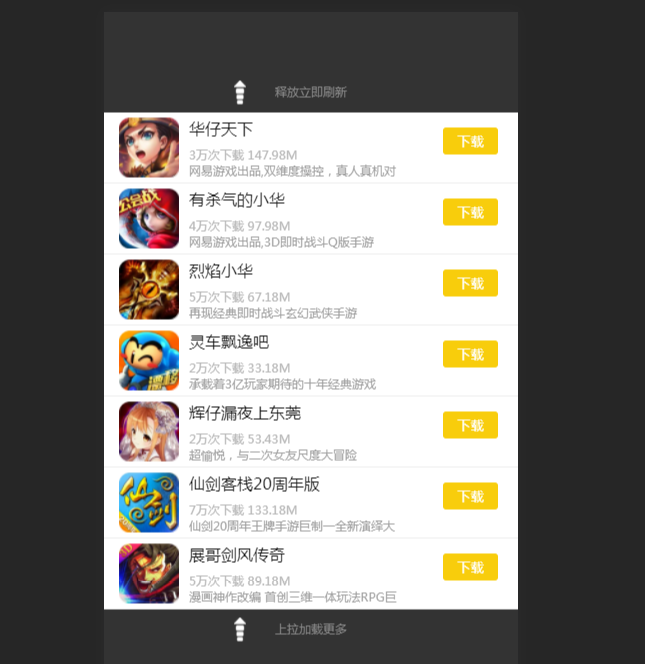 释放立即刷新
华仔天下
3万次下载 147.98M
网易游戏出品,双维度操控，真人真机对
下载
公会战
有杀气的小华
4万次下载 97.98M
网易游戏出品,3D即时战斗Q版手游
下载
烈焰小华
5万次下载 67.18M
再现经典即时战斗玄幻武侠手游
下载
漂移
灵车飘逸吧
2万次下载 33.18M
承载着3亿玩家期待的十年经典游戏
下载
辉仔漏夜上东莞
2万次下载 53.43M
超愉悦，与二次女友尺度大冒险
下载
仙剑
仙剑客栈20周年版
7万次下载 133.18M
仙剑20周年王牌手游巨制一全新演绎大
下载
展哥剑风传奇
5万次下载 89.18M
漫画神作改编 首创三维一体玩法RPG巨
下载
上拉加载更多